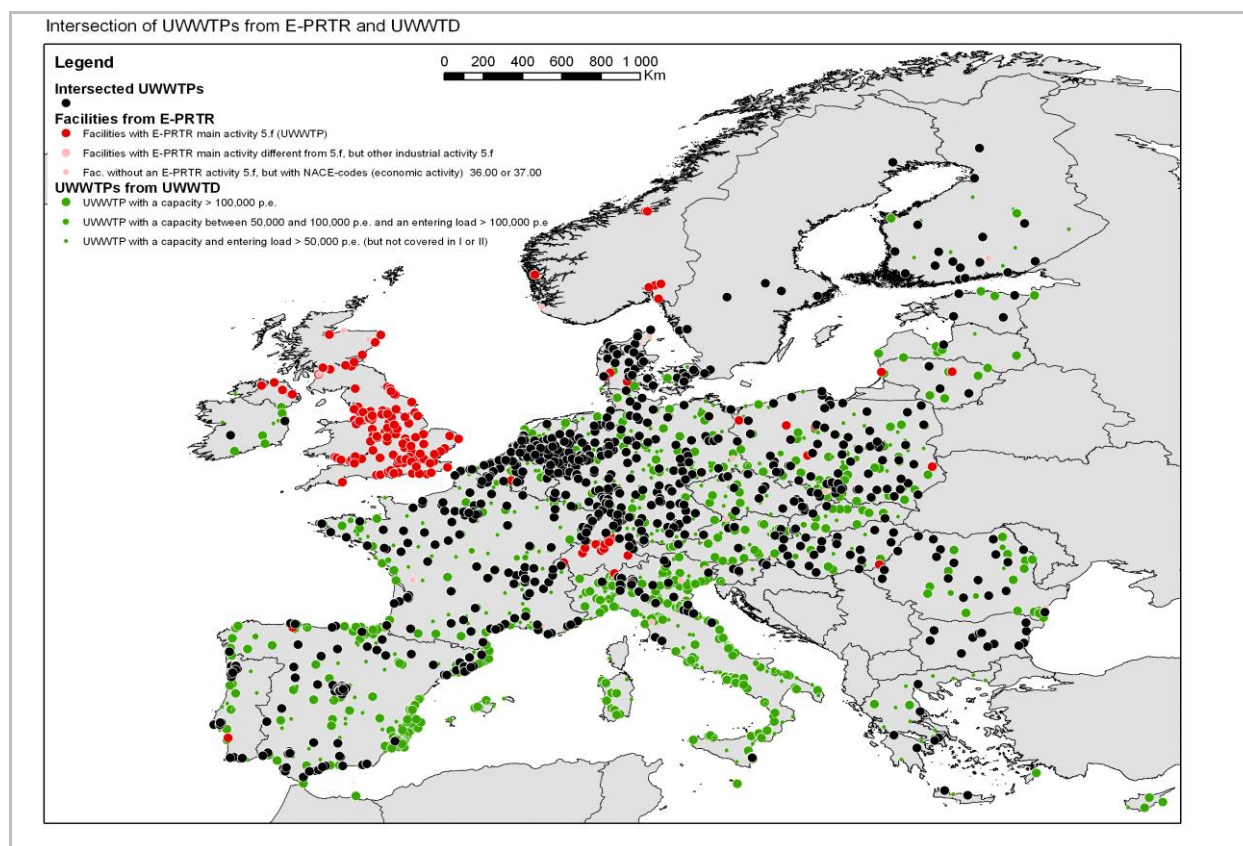 Intersection of UWWTPs from E-PRTR and UWWTD
Legend
0 200 400 600 800 1 000
Km
Intersected UWWTPs
Facilities from E-PRTR
Facilities with E-PRTR main activity 5.f (UWWTP)
Facilities with E-PRTR main activity different from 5.f, but other industrial activity 5.f
Fac. without an E-PRTR activity 5.f, but with NACE-codes (economic activity) 36.00 or 37.00
UWWTPs from UWWTD
UWWTP with a capacity > 100,000 p.e.
UWWTP with a capacity between 50,000 and 100,000 p.e. and an entering load > 100,000 p.e
UWWTP with a capacity and entering load > 50,000 p.e. (but not covered in I or II)